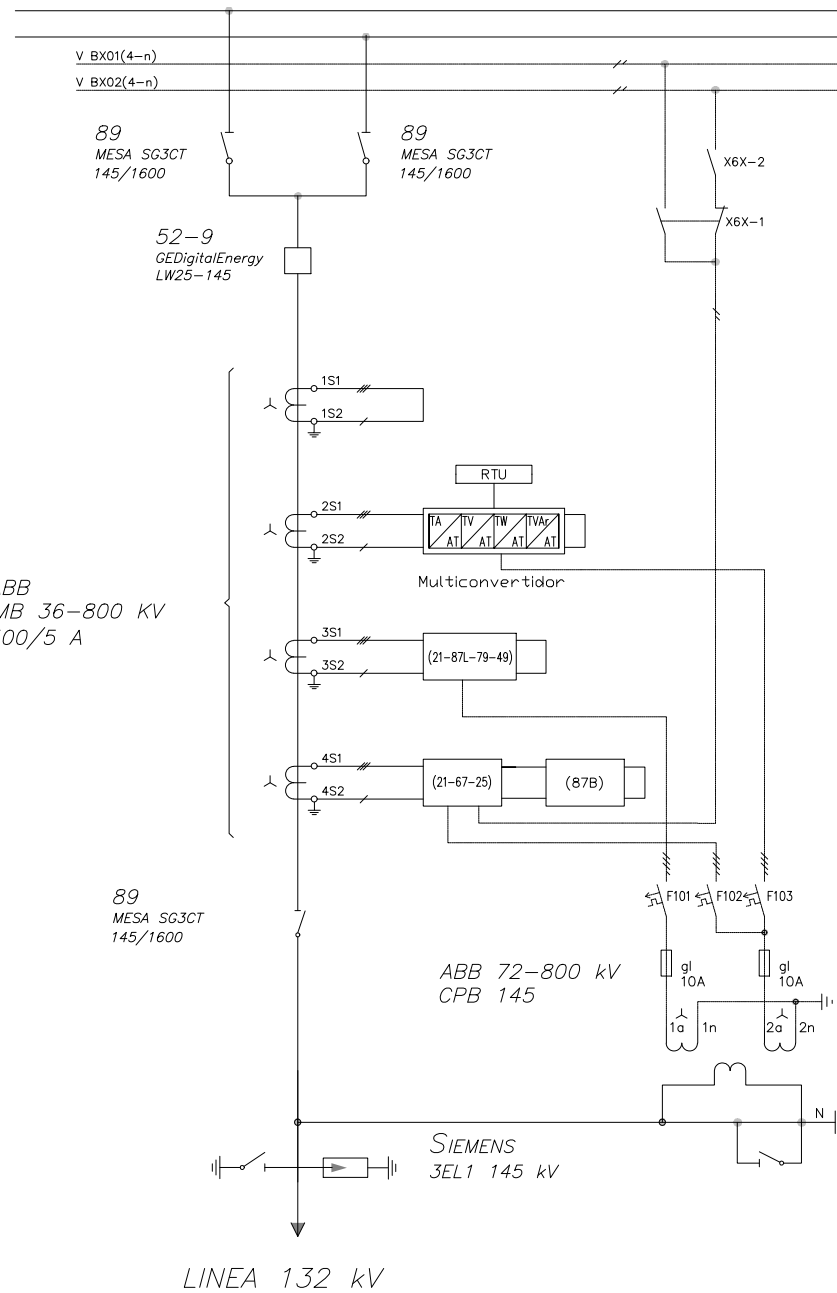 V BX01(4-n)
V BX02(4-n)
89
MESA SG3CT
145/1600
89
MESA SG3CT
145/1600
X6X-2
X6X-1
52-9
GEDigitalEnergy
LW25-145
1S1
1S2
RTU
2S1
2S2
TA
AT
TV
AT
TW
AT
TVAr
AT
Multiconvertidor
36-800 KV
/5 A
3S1
3S2
(21-87L-79-49)
4S1
4S2
(21-67-25)
(87B)
89
MESA SG3CT
145/1600
F101
F102
F103
ABB 72-800 kV
CPB 145
gl
10A
gl
10A
1a
1n
2a
2n
N
SIEMENS
3EL1 145 kV
LINEA 132 kV